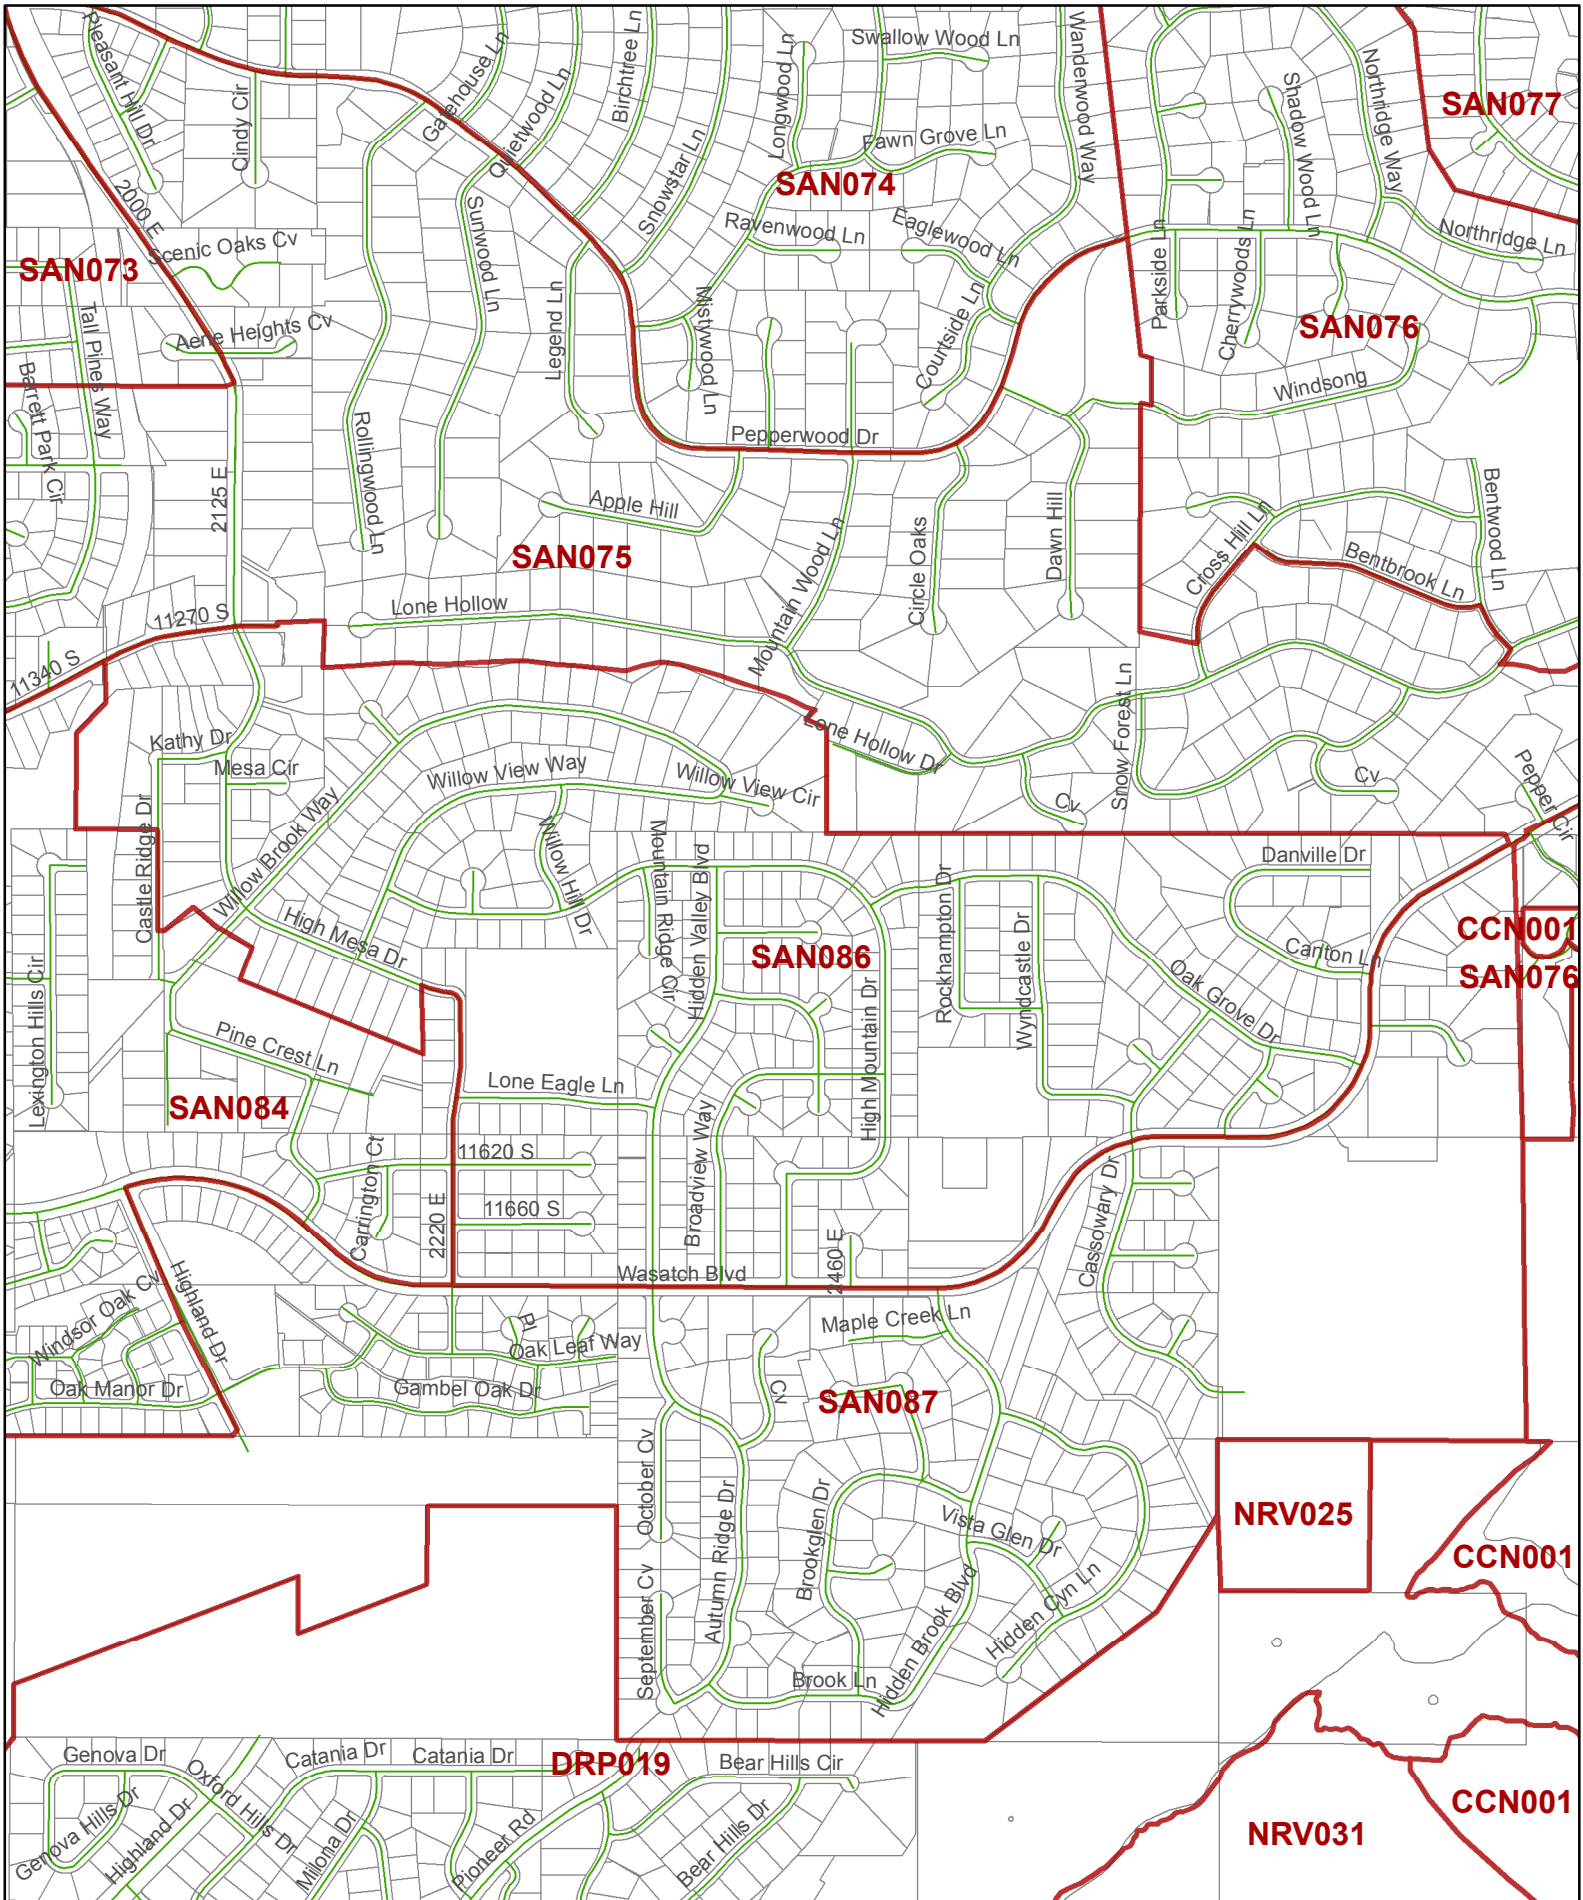 Pleasant Hill Dr
Cindy Cir
Gatehouse Ln
Quietwood Ln
Birchtree Ln
Snowstar Ln
Longwood Ln
Swallow Wood Ln
Fawn Grove Ln
Wanderwood Way
Shadow Wood Ln
Northridge Way
SAN077
SAN074
2000 E
Scenic Oaks Cv
SAN073
Sunwood Ln
Ravenwood Ln
Eaglewood Ln
Parkside Ln
Cherrywoods Ln
Northridge Ln
SAN076
Tall Pines Way
Aene Heights Cv
Legend Ln
Mistywood Ln
Courtside Ln
Windsong
Barrett Park Cir
Rollingwood Ln
Pepperwood Dr
2125 E
Apple Hill
SAN075
Mountain Wood Ln
Circle Oaks
Dawn Hill
Cross Hill Ln
Bentbrook Ln
Bentwood Ln
Lone Hollow
11270 S
11340 S
Kathy Dr
Mesa Cir
Willow View Way
Willow View Cir
Lone Hollow Dr
Snow Forest Ln
Cv
Cv
Pepper Cir
Castle Ridge Dr
Willow Brook Way
Willow Hill Dr
Mountain Ridge Cir
Hidden Valley Blvd
Rockhampton Dr
Wyndcastle Dr
Danville Dr
Canton Ln
CCN001
SAN076
High Mesa Dr
SAN086
High Mountain Dr
Oak Grove Dr
Lexington Hills Cir
Pine Crest Ln
SAN084
Lone Eagle Ln
Broadview Way
11620 S
11660 S
Carrington Ct
2220 E
2460 E
Wasatch Blvd
Cassowary Dr
Highland Dr
Windsor Oak Cv
Oak Manor Dr
Pl
Oak Leaf Way
Gambel Oak Dr
Maple Creek Ln
Cv
SAN087
October Cv
Autumn Ridge Dr
Brookglen Dr
Vista Glen Dr
NRV025
CCN001
September Cv
Hidden Brook Blvd
Hidden Cyn Ln
Brook Ln
Genova Dr
Catania Dr
Catania Dr
DRP019
Bear Hills Cir
Oxford Hills Dr
Genova Hills Dr
Highland Dr
Milona Dr
Pioneer Rd
Bear Hills Dr
NRV031
CCN001